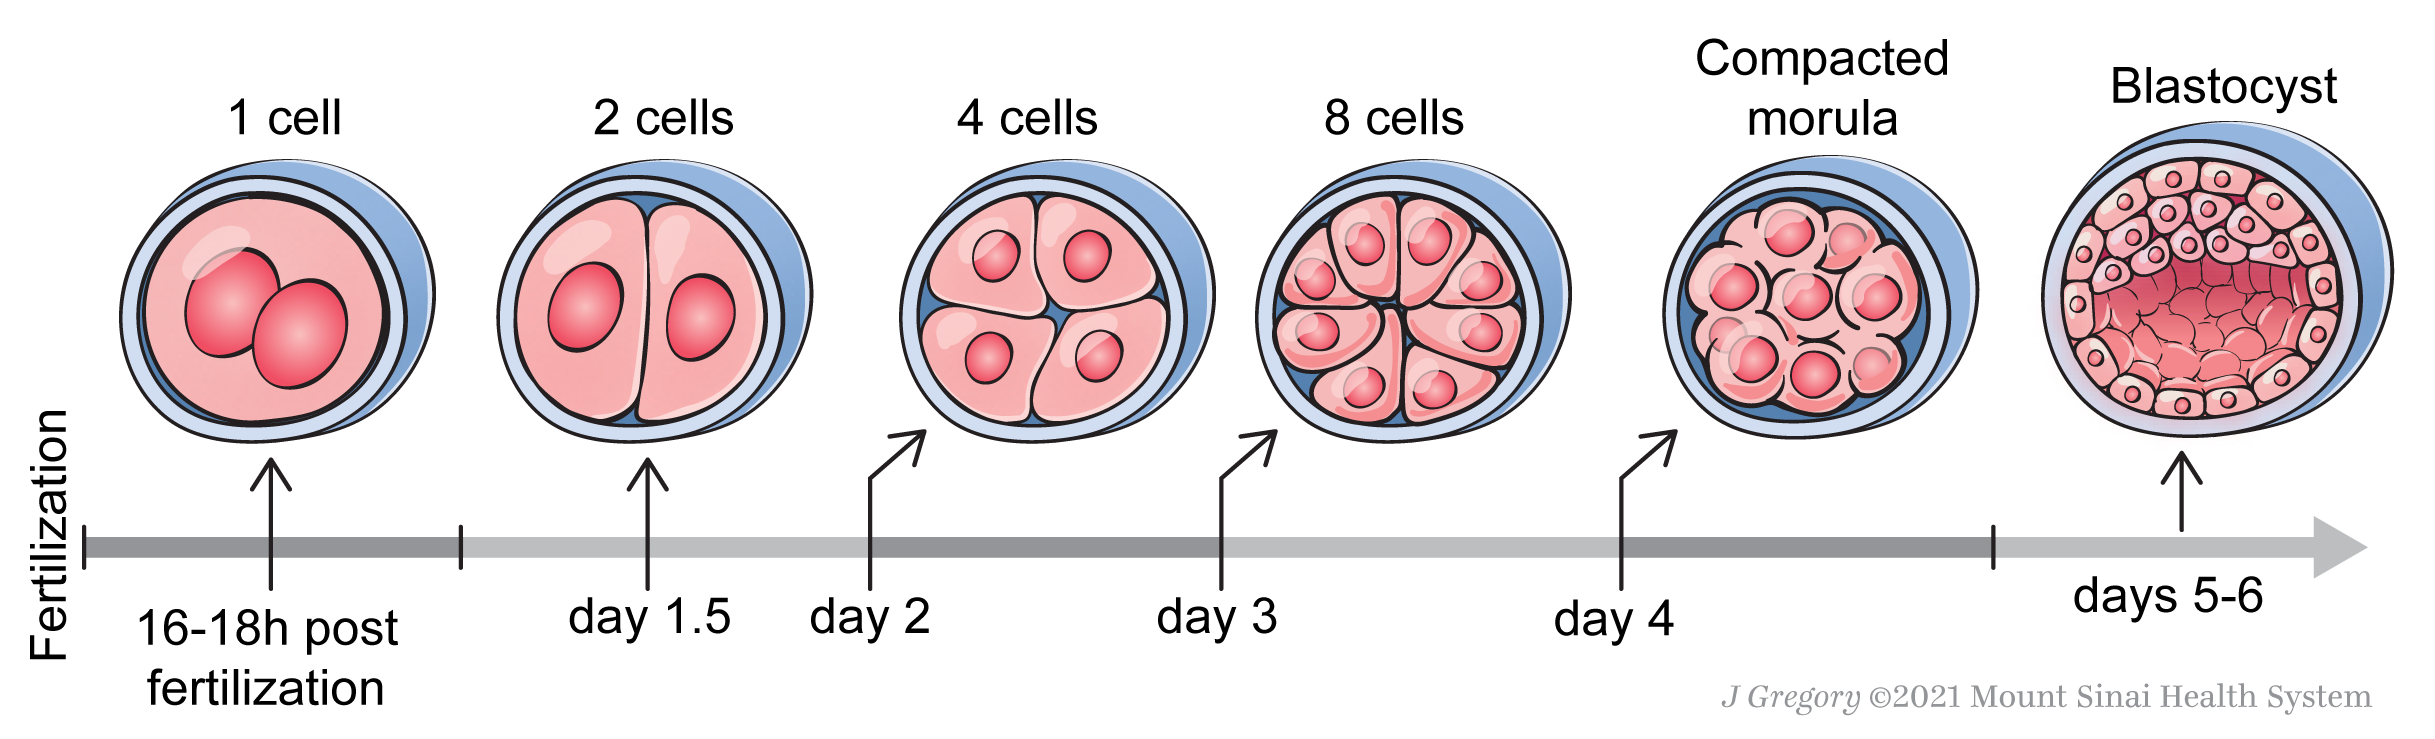 1 cell
2 cells
4 cells
8 cells
Compacted
morula
Blastocyst
Fertilization
16-18h post
fertilization
day 1.5
day 2
day 3
day 4
days 5-6
J Gregory ©2021 Mount Sinai Health System